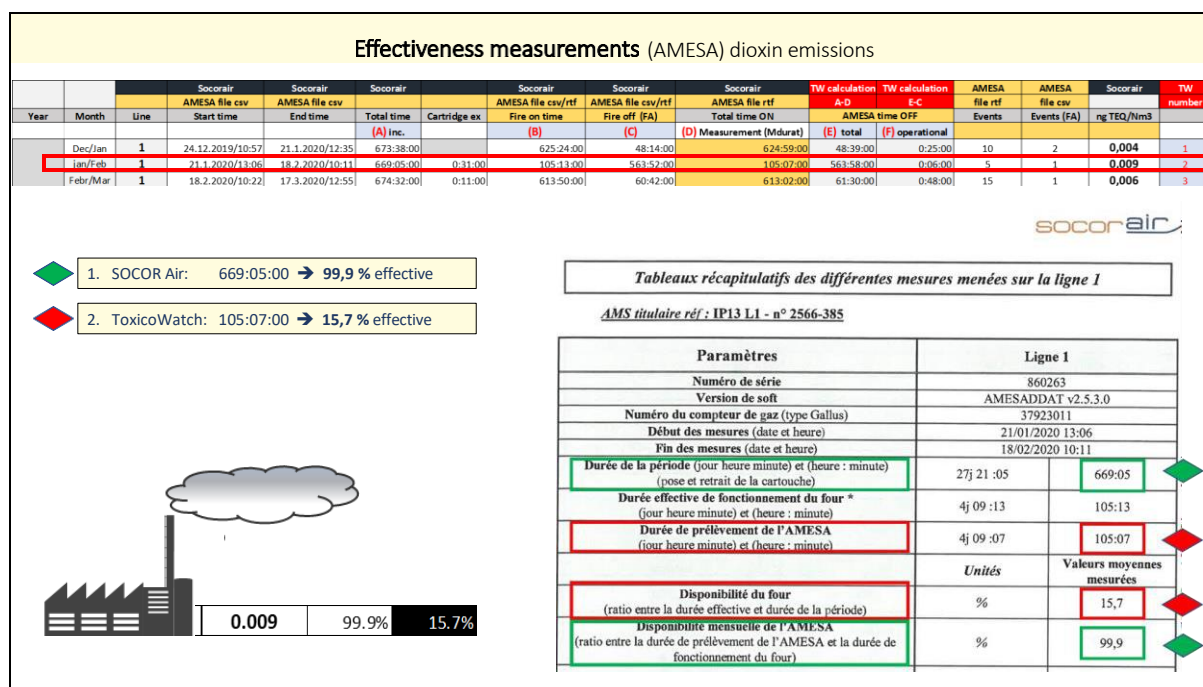 Effectiveness measurements (AMESA) dioxin emissions
Socorair Socorair Socorair Socorair Socorair Socorair TW calculation TW calculation AMESA AMESA Socorair TW
AMESA file csv AMESA file csv AMESA file csv/rtf AMESA file csv/rtf AMESA file rtf A-D E-C file rtf file csv number
Year Month Line Start time End time Total time Cartridge ex Fire on time Fire off (FA) Total time ON AMESA time OFF Events Events (FA) ng TEQ/Nm3
(A) inc. (B) (C) (D) Measurement (Mdurat) (E) total (F) operational
Dec/Jan 1 24.12.2019/10:57 21.1.2020/12:35 673:38:00 625:24:00 48:14:00 624:59:00 48:39:00 0:25:00 10 2 0,004 1
jan/Feb 1 21.1.2020/13:06 18.2.2020/10:11 669:05:00 0:31:00 105:13:00 563:52:00 105:07:00 563:58:00 0:06:00 5 1 0.009 2
Febr/Mar 1 18.2.2020/10:22 17.3.2020/12:55 674:32:00 0:11:00 613:50:00 60:42:00 613:02:00 61:30:00 0:48:00 15 1 0,006 3
socorair
1. SOCOR Air: 669:05:00 ➔ 99,9 % effective
2. ToxicoWatch: 105:07:00 ➔ 15,7 % effective
Tableaux récapitulatifs des différentes mesures menées sur la ligne 1
AMS titulaire réf : IP13 L1 - n° 2566-385
Paramètres Ligne 1
Numéro de série 860263
Version de soft AMESADDAT v2.5.3.0
Numéro du compteur de gaz (type Gallus) 37923011
Début des mesures (date et heure) 21/01/2020 13:06
Fin des mesures (date et heure) 18/02/2020 10:11
Durée de la période (jour heure minute) et (heure : minute)
(pose et retrait de la cartouche) 27j 21 :05 669:05
Durée effective de fonctionnement du four *
(jour heure minute) et (heure : minute) 4j 09 :13 105:13
Durée de prélèvement de l'AMESA
(jour heure minute) et (heure : minute) 4j 09 :07 105:07
Unités Valeurs moyennes
mesurées
Disponibilité du four
(ratio entre la durée effective et durée de la période) % 15,7
Disponibilité mensuelle de l'AMESA
(ratio entre la durée de prélèvement de l'AMESA et la durée de
fonctionnement du four) % 99,9
0.009 99.9% 15.7%